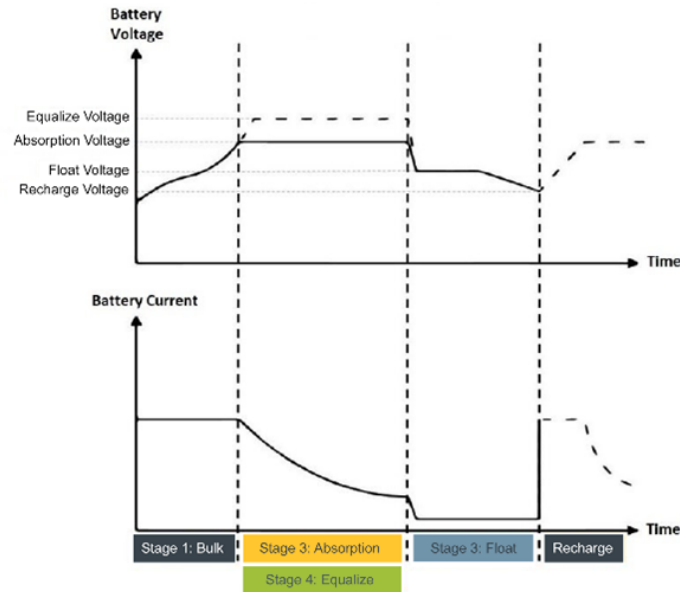 Battery
Voltage
Equalize Voltage
Absorption Voltage
Float Voltage
Recharge Voltage
Time
Battery Current
Time
Stage 1: Bulk
Stage 3: Absorption
Stage 3: Float
Recharge
Stage 4: Equalize